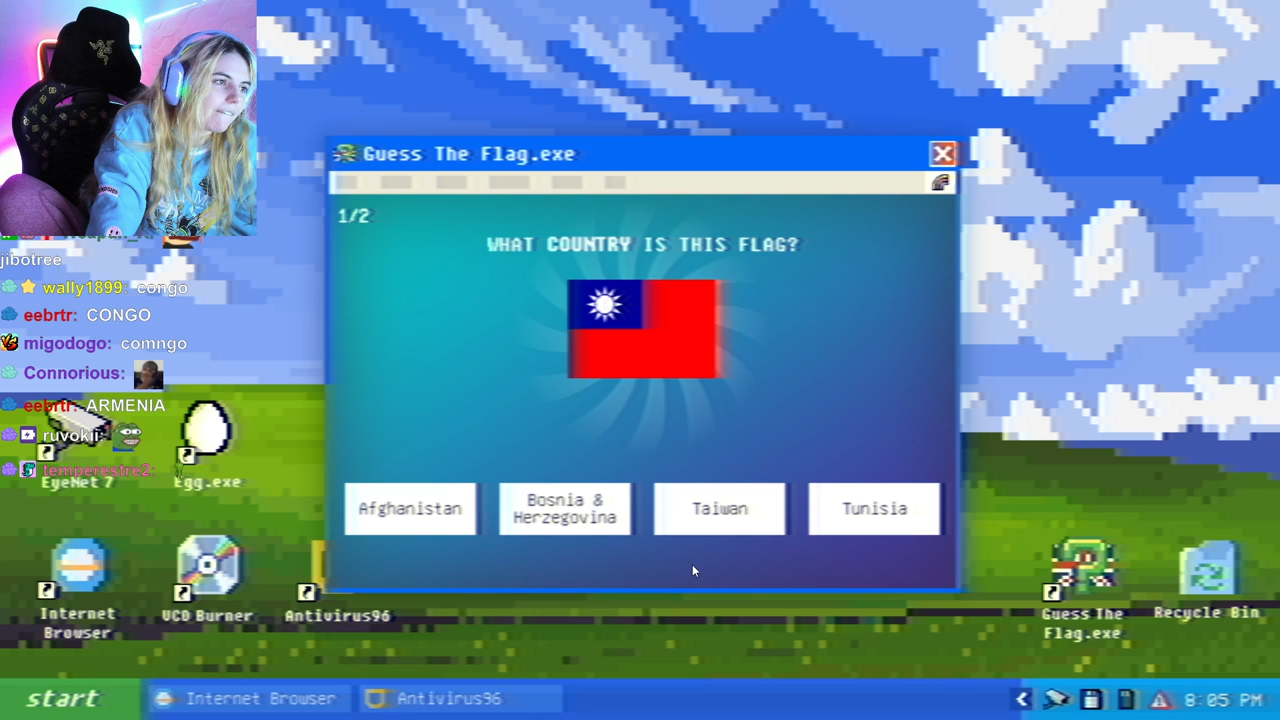 Guess The Flag.exe
1/2
WHAT COUNTRY IS THIS FLAG?
Afghanistan
Bosnia &
Herzegovina
Taiwan
Tunisia
jibotree
wally1899: congo
eebrtr: CONGO
migodogo: comngo
Connorious:
eebrtr: ARMENIA
ruvokii:
temperestre2:
EyeNet 7
Egg.exe
Internet
Browser
VCD Burner
Antivirus96
Guess The
Flag.exe
Recycle Bin
start
Internet Browser
Antivirus96
8:05 PM